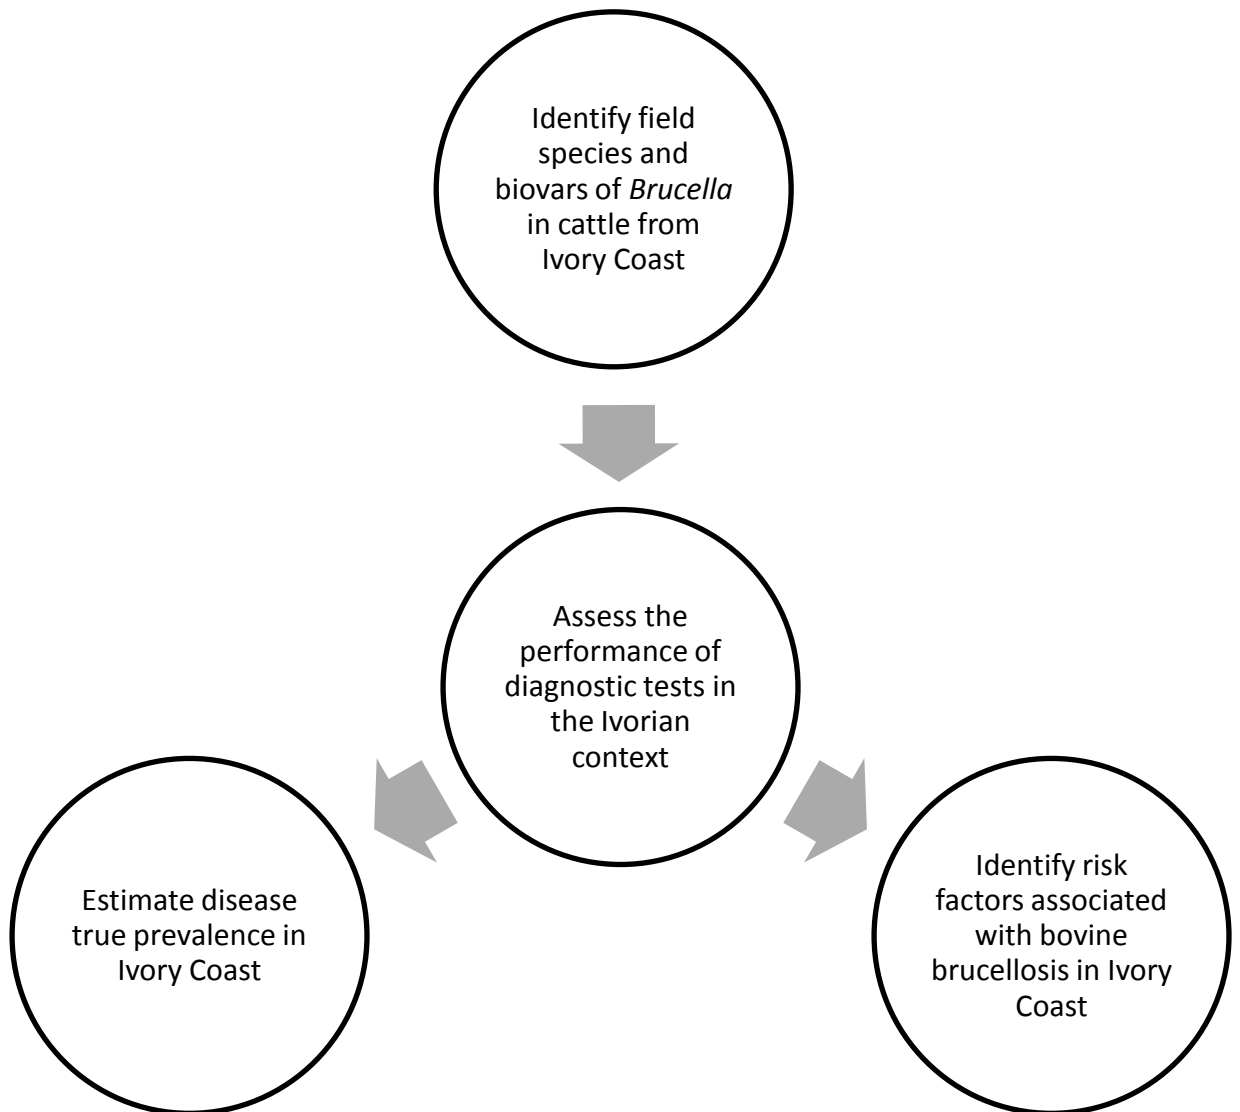 Identify field
species and
biovars of Brucella
in cattle from
Ivory Coast
Assess the
performance of
diagnostic tests in
the Ivorian
context
Estimate disease
true prevalence in
Ivory Coast
Identify risk
factors associated
with bovine
brucellosis in Ivory
Coast